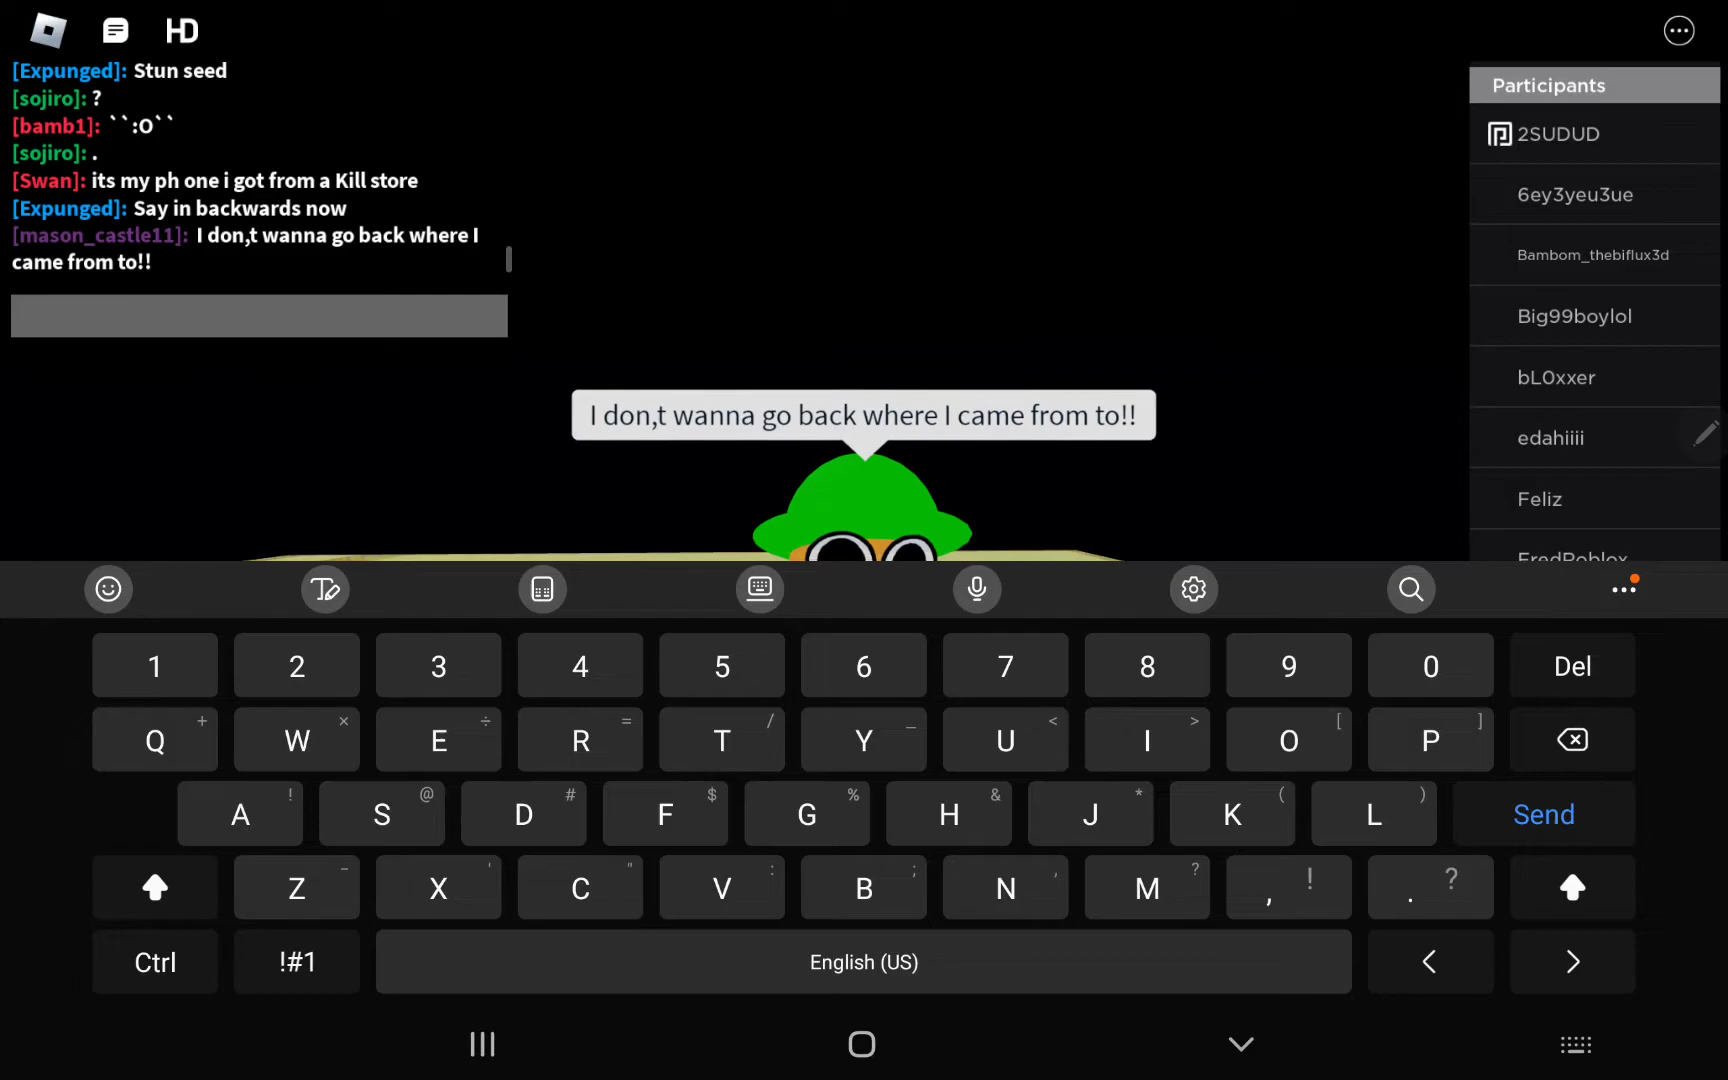 HD
[Expunged]: Stun seed
[sojiro]: ?
[bamb1]: ``:O``
[sojiro]: .
[Swan]: its my ph one i got from a Kill store
[Expunged]: Say in backwards now
[mason_castle11]: I don,t wanna go back where I
came from to!!
Participants
2SUDUD
6ey3yeu3ue
Bambom_thebiflux3d
Big99boylol
bL0xxer
edahiiii
Feliz
FredRoblox
I don,t wanna go back where I came from to!!
1 2 3 4 5 6 7 8 9 0 Del
Q + W × E ÷ R = T / Y _ U < I > O [ P ]
A ! S @ D # F $ G % H & J * K ( L ) Send
Z - X ' C " V : B ; N , M ? , ! . ?
Ctrl !#1 English (US) < >